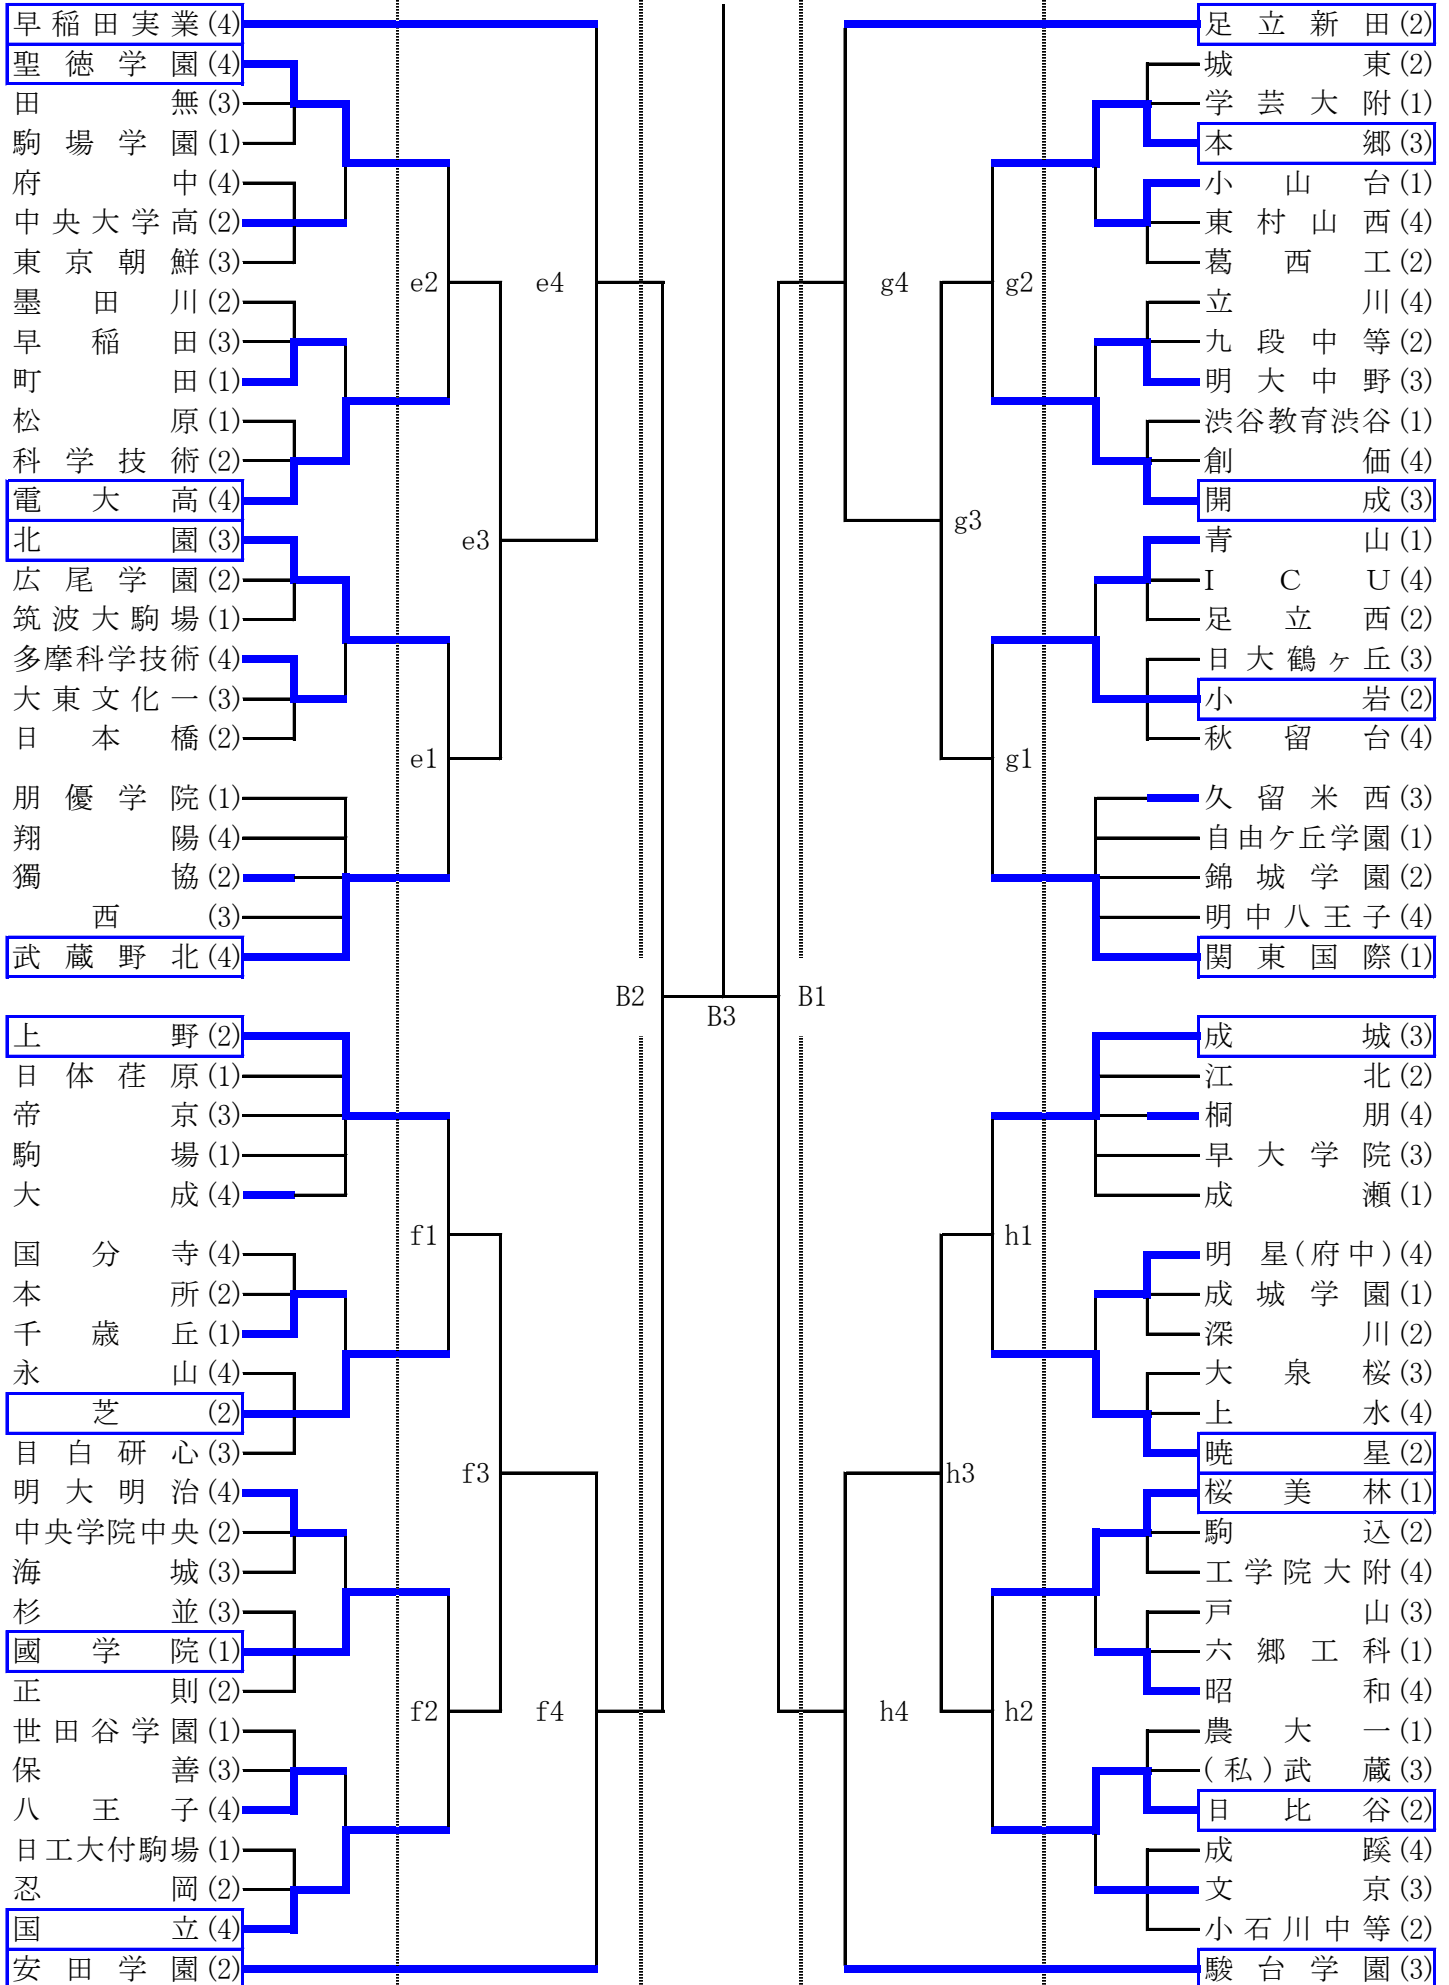 早稲田実業(4)
聖徳学園(4)
田無(3)
駒場学園(1)
府中(4)
中央大学高(2)
東京朝鮮(3)
墨田川(2)
早稲田(3)
町田(1)
松原(1)
科学技術(2)
電大高(4)
北園(3)
広尾学園(2)
筑波大駒場(1)
多摩科学技術(4)
大東文化一(3)
日本橋(2)
朋優学院(1)
翔陽(4)
獨協(2)
西(3)
武蔵野北(4)
上野(2)
日体荏原(1)
帝京(3)
駒場(1)
大成(4)
国分寺(4)
本所(2)
千歳丘(1)
永山(4)
芝(2)
目白研心(3)
明大明治(4)
中央学院中央(2)
海城(3)
杉並(3)
國学院(1)
正則(2)
世田谷学園(1)
保善(3)
八王子(4)
日工大付駒場(1)
忍岡(2)
国立(4)
安田学園(2)
e2
e4
e3
e1
f1
f3
f2
f4
B2
B3
B1
g4
g2
g3
g1
h1
h3
h4
h2
足立新田(2)
城東(2)
学芸大附(1)
本郷(3)
小山台(1)
東村山西(4)
葛西工(2)
立川(4)
九段中等(2)
明大中野(3)
渋谷教育渋谷(1)
創価(4)
開成(3)
青山(1)
ICU(4)
足立西(2)
日大鶴ヶ丘(3)
小岩(2)
秋留台(4)
久留米西(3)
自由ケ丘学園(1)
錦城学園(2)
明中八王子(4)
関東国際(1)
成城(3)
江北(2)
桐朋(4)
早大学院(3)
成瀬(1)
明星(府中)(4)
成城学園(1)
深川(2)
大泉桜(3)
上水(4)
暁星(2)
桜美林(1)
駒込(2)
工学院大附(4)
戸山(3)
六郷工科(1)
昭和(4)
農大一(1)
(私)武蔵(3)
日比谷(2)
成蹊(4)
文京(3)
小石川中等(2)
駿台学園(3)